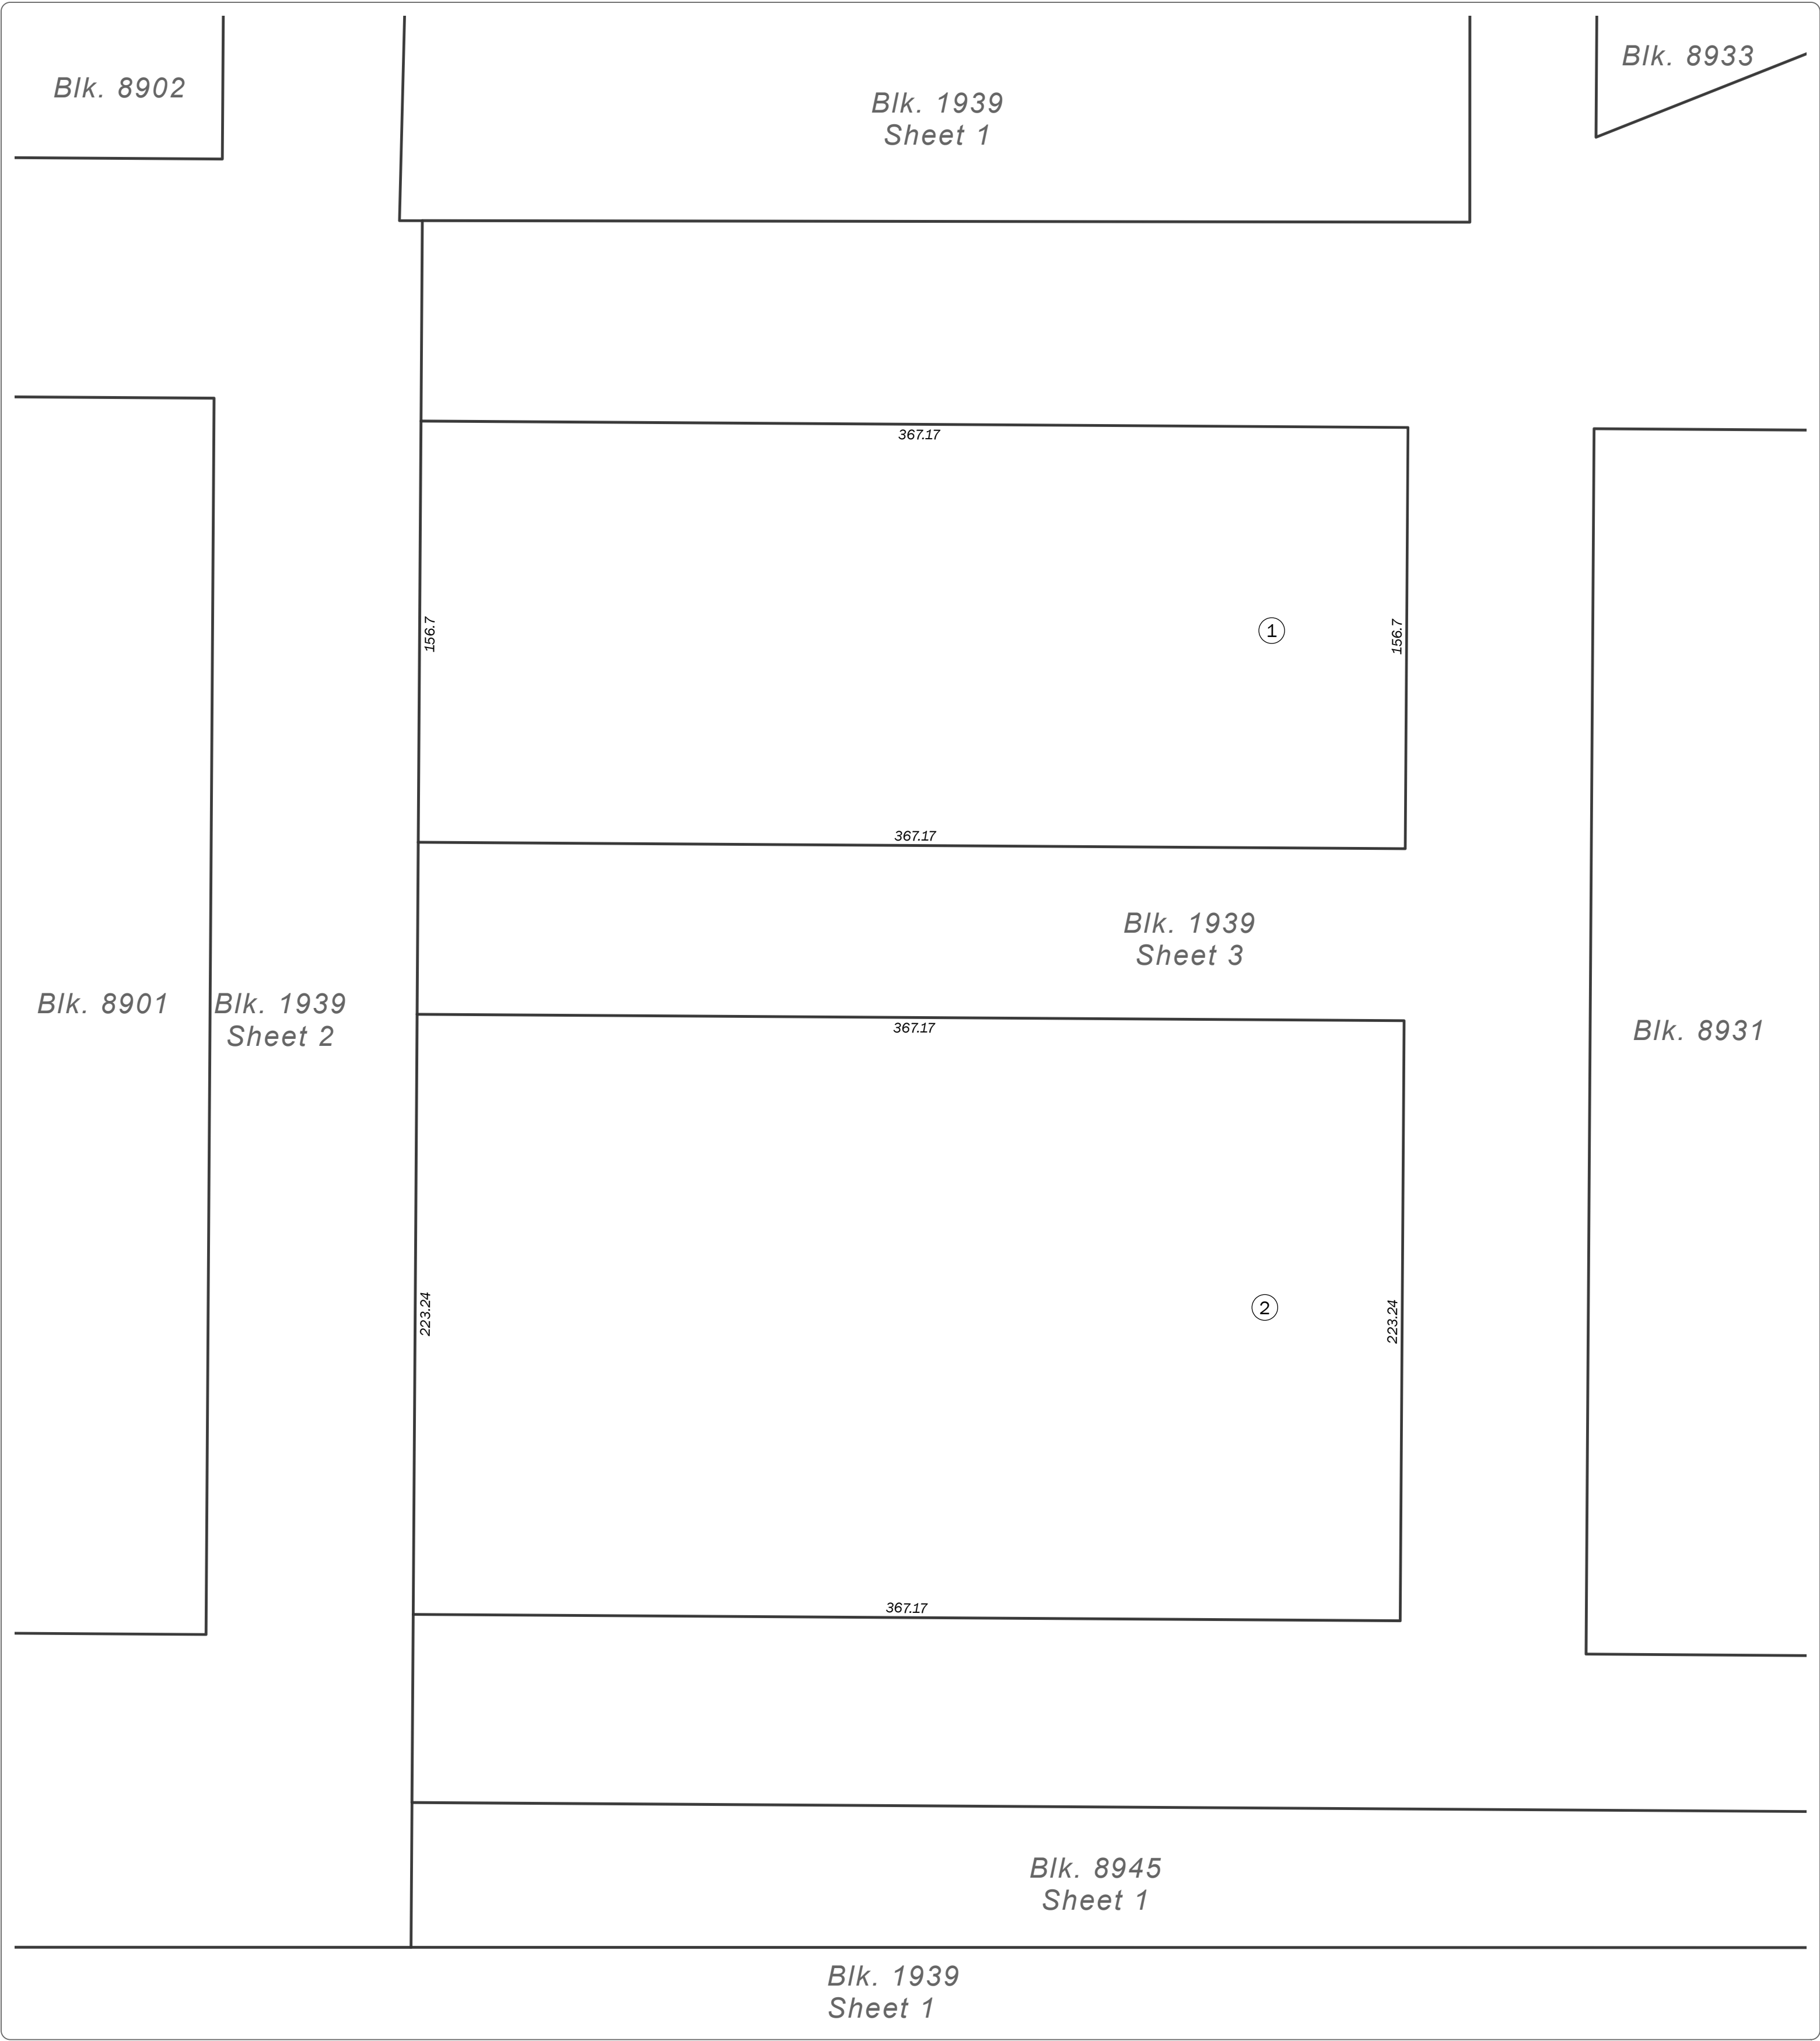 Blk. 8933
Blk. 8902
Blk. 1939
Sheet 1
367.17
156.7
1
156.7
367.17
Blk. 1939
Sheet 3
Blk. 8901
Blk. 1939
Sheet 2
367.17
Blk. 8931
223.24
2
223.24
367.17
Blk. 8945
Sheet 1
Blk. 1939
Sheet 1